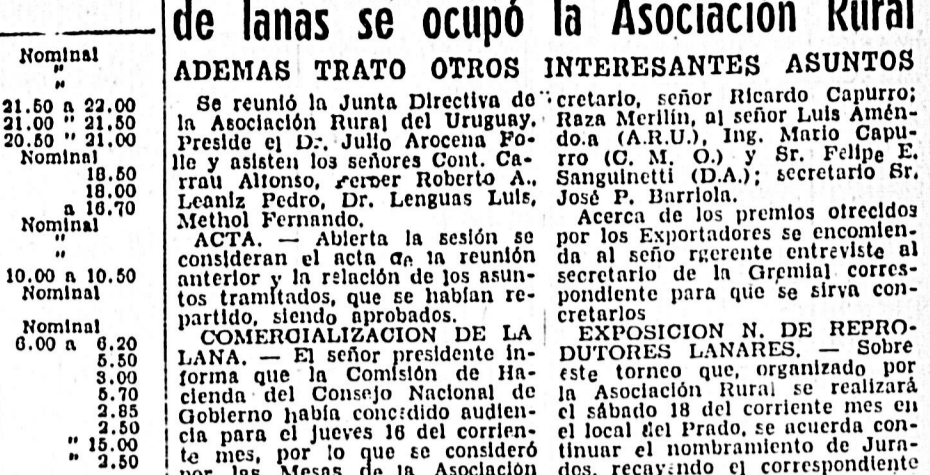 Nominal
"
"
21.50 a 22.00
21.00 " 21.50
20.50 " 21.00
Nominal
18.50
18.00
a 16.70
Nominal
"
"
10.00 a 10.50
Nominal
Nominal
6.00 a 6.20
5.50
3.00
5.70
2.85
2.50
" 15.00
" 2.50
de lanas se ocupó la Asociación Rural
ADEMAS TRATO OTROS INTERESANTES ASUNTOS
Se reunió la Junta Directiva de
la Asociación Rural del Uruguay.
Preside el Dr. Julio Arocena Fo-
lle y asisten los señores Cont. Ca-
rrau Alfonso, Ferber Roberto A.,
Leaniz Pedro, Dr. Lenguas Luis,
Methol Fernando.
ACTA. — Abierta la sesión se
consideran el acta de la reunión
anterior y la relación de los asun-
tos tramitados, que se habían re-
partido, siendo aprobados.
COMERCIALIZACION DE LA
LANA. — El señor presidente in-
forma que la Comisión de Ha-
cienda del Consejo Nacional de
Gobierno había concedido audien-
cia para el jueves 16 del corrien-
te mes, por lo que se consideró
por las Mesas de la Asociación
cretario, señor Ricardo Capurro;
Raza Merilín, al señor Luis Amén-
do.a (A.R.U.), Ing. Mario Capu-
rro (C. M. O.) y Sr. Felipe E.
Sanguinetti (D.A.); secretario Sr.
José P. Barriola.
Acerca de los premios ofrecidos
por los Exportadores se encomien-
da al seño rgerente entreviste al
secretario de la Gremial corres-
pondiente para que se sirva con-
cretarlos
EXPOSICION N. DE REPRO-
DUTORES LANARES. — Sobre
este torneo que, organizado por
la Asociación Rural se realizará
el sábado 18 del corriente mes en
el local del Prado, se acuerda con-
tinuar el nombramiento de Jura-
dos, recayendo el correspondiente